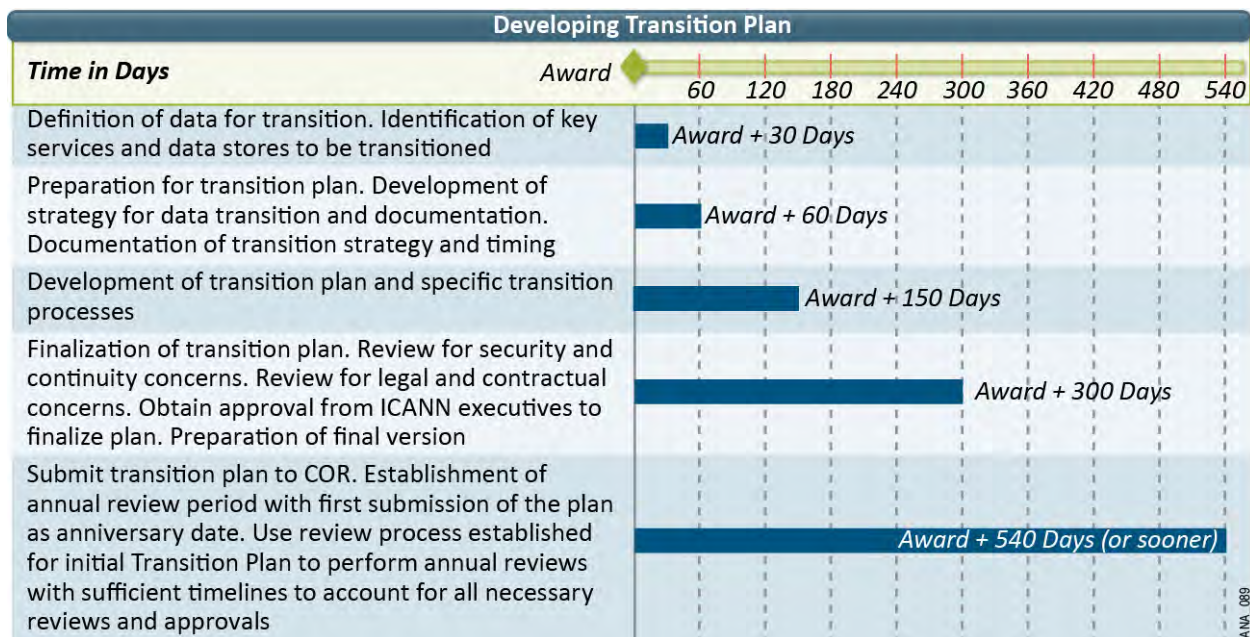 Developing Transition Plan
Time in Days Award
60 120 180 240 300 360 420 480 540
Definition of data for transition. Identification of key
services and data stores to be transitioned
Award + 30 Days
Preparation for transition plan. Development of
strategy for data transition and documentation.
Documentation of transition strategy and timing
Award + 60 Days
Development of transition plan and specific transition
processes
Award + 150 Days
Finalization of transition plan. Review for security and
continuity concerns. Review for legal and contractual
concerns. Obtain approval from ICANN executives to
finalize plan. Preparation of final version
Award + 300 Days
Submit transition plan to COR. Establishment of
annual review period with first submission of the plan
as anniversary date. Use review process established
for initial Transition Plan to perform annual reviews
with sufficient timelines to account for all necessary
reviews and approvals
Award + 540 Days (or sooner)
ANA_089